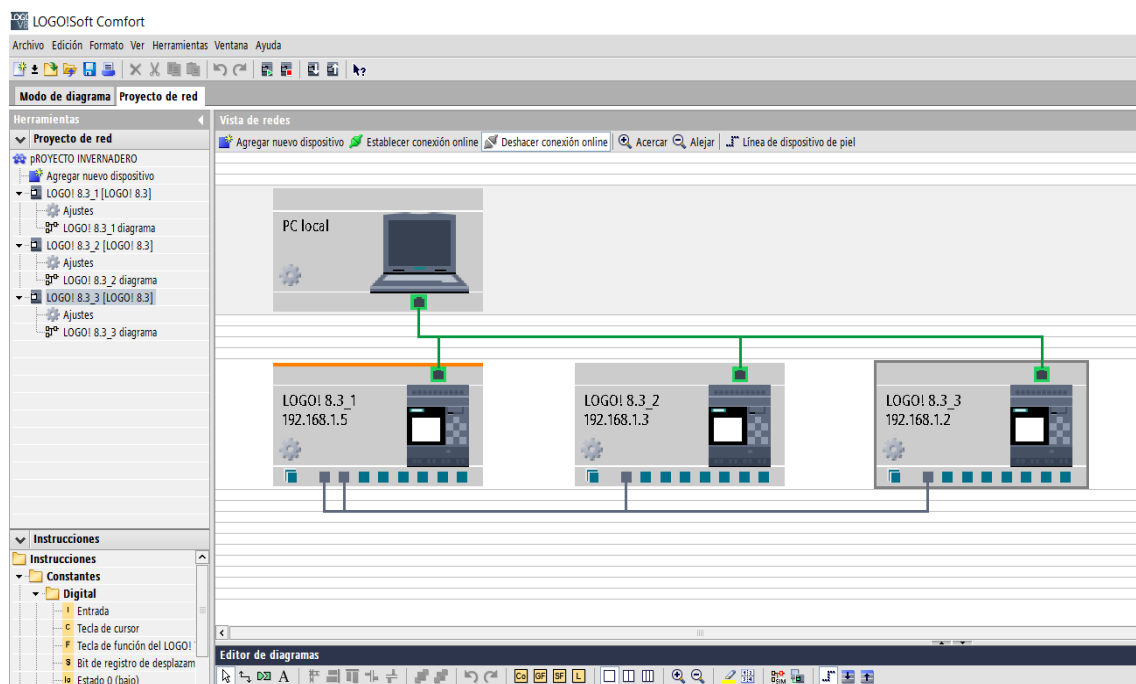 LOGO!Soft Comfort
Archivo Edición Formato Ver Herramientas Ventana Ayuda
Modo de diagrama Proyecto de red
Herramientas
Proyecto de red
pROYECTO INVERNADERO
Agregar nuevo dispositivo
LOGO! 8.3_1 [LOGO! 8.3]
Ajustes
LOGO! 8.3_1 diagrama
LOGO! 8.3_2 [LOGO! 8.3]
Ajustes
LOGO! 8.3_2 diagrama
LOGO! 8.3_3 [LOGO! 8.3]
Ajustes
LOGO! 8.3_3 diagrama
Instrucciones
Instrucciones
Constantes
Digital
I Entrada
C Tecla de cursor
F Tecla de función del LOGO!
S Bit de registro de desplazam
lo Estado 0 (bajo)
Vista de redes
Agregar nuevo dispositivo Establecer conexión online Deshacer conexión online Acercar Alejar Línea de dispositivo de piel
PC local
LOGO! 8.3_1
192.168.1.5
LOGO! 8.3_2
192.168.1.3
LOGO! 8.3_3
192.168.1.2
Editor de diagramas
A Co GF SF L